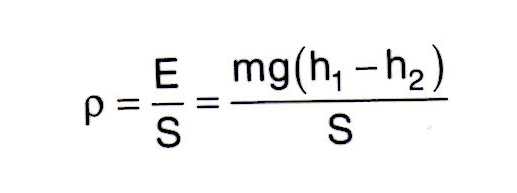 ρ = E/S = mg(h₁ – h₂)/S